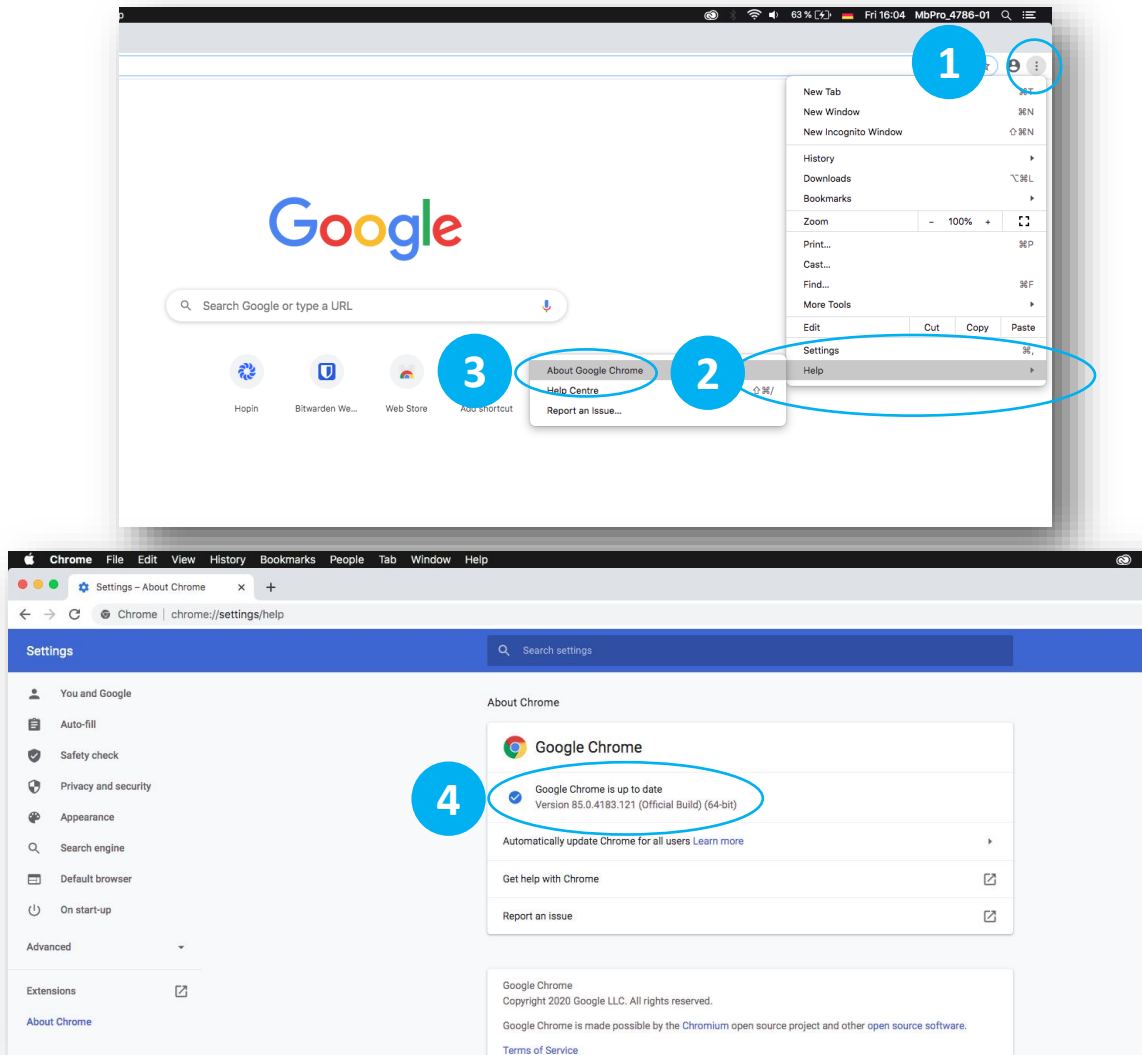 p 63 % Fri 16:04 MbPro_4786-01
1
New Tab ⌘T
New Window ⌘N
New Incognito Window ⇧⌘N
History
Downloads ⌥⌘L
Bookmarks
Zoom - 100% +
Print... ⌘P
Cast...
Find... ⌘F
More Tools
Edit Cut Copy Paste
Settings ⌘,
Help
Google
Search Google or type a URL
3
2
About Google Chrome
Help Centre ⇧⌘/
Report an Issue...
Hopin Bitwarden We... Web Store Add shortcut
Chrome File Edit View History Bookmarks People Tab Window Help
Settings – About Chrome × +
Chrome | chrome://settings/help
Settings
Search settings
You and Google
Auto-fill
Safety check
Privacy and security
Appearance
Search engine
Default browser
On start-up
Advanced
Extensions
About Chrome
About Chrome
Google Chrome
4
Google Chrome is up to date
Version 85.0.4183.121 (Official Build) (64-bit)
Automatically update Chrome for all users Learn more
Get help with Chrome
Report an issue
Google Chrome
Copyright 2020 Google LLC. All rights reserved.
Google Chrome is made possible by the Chromium open source project and other open source software.
Terms of Service